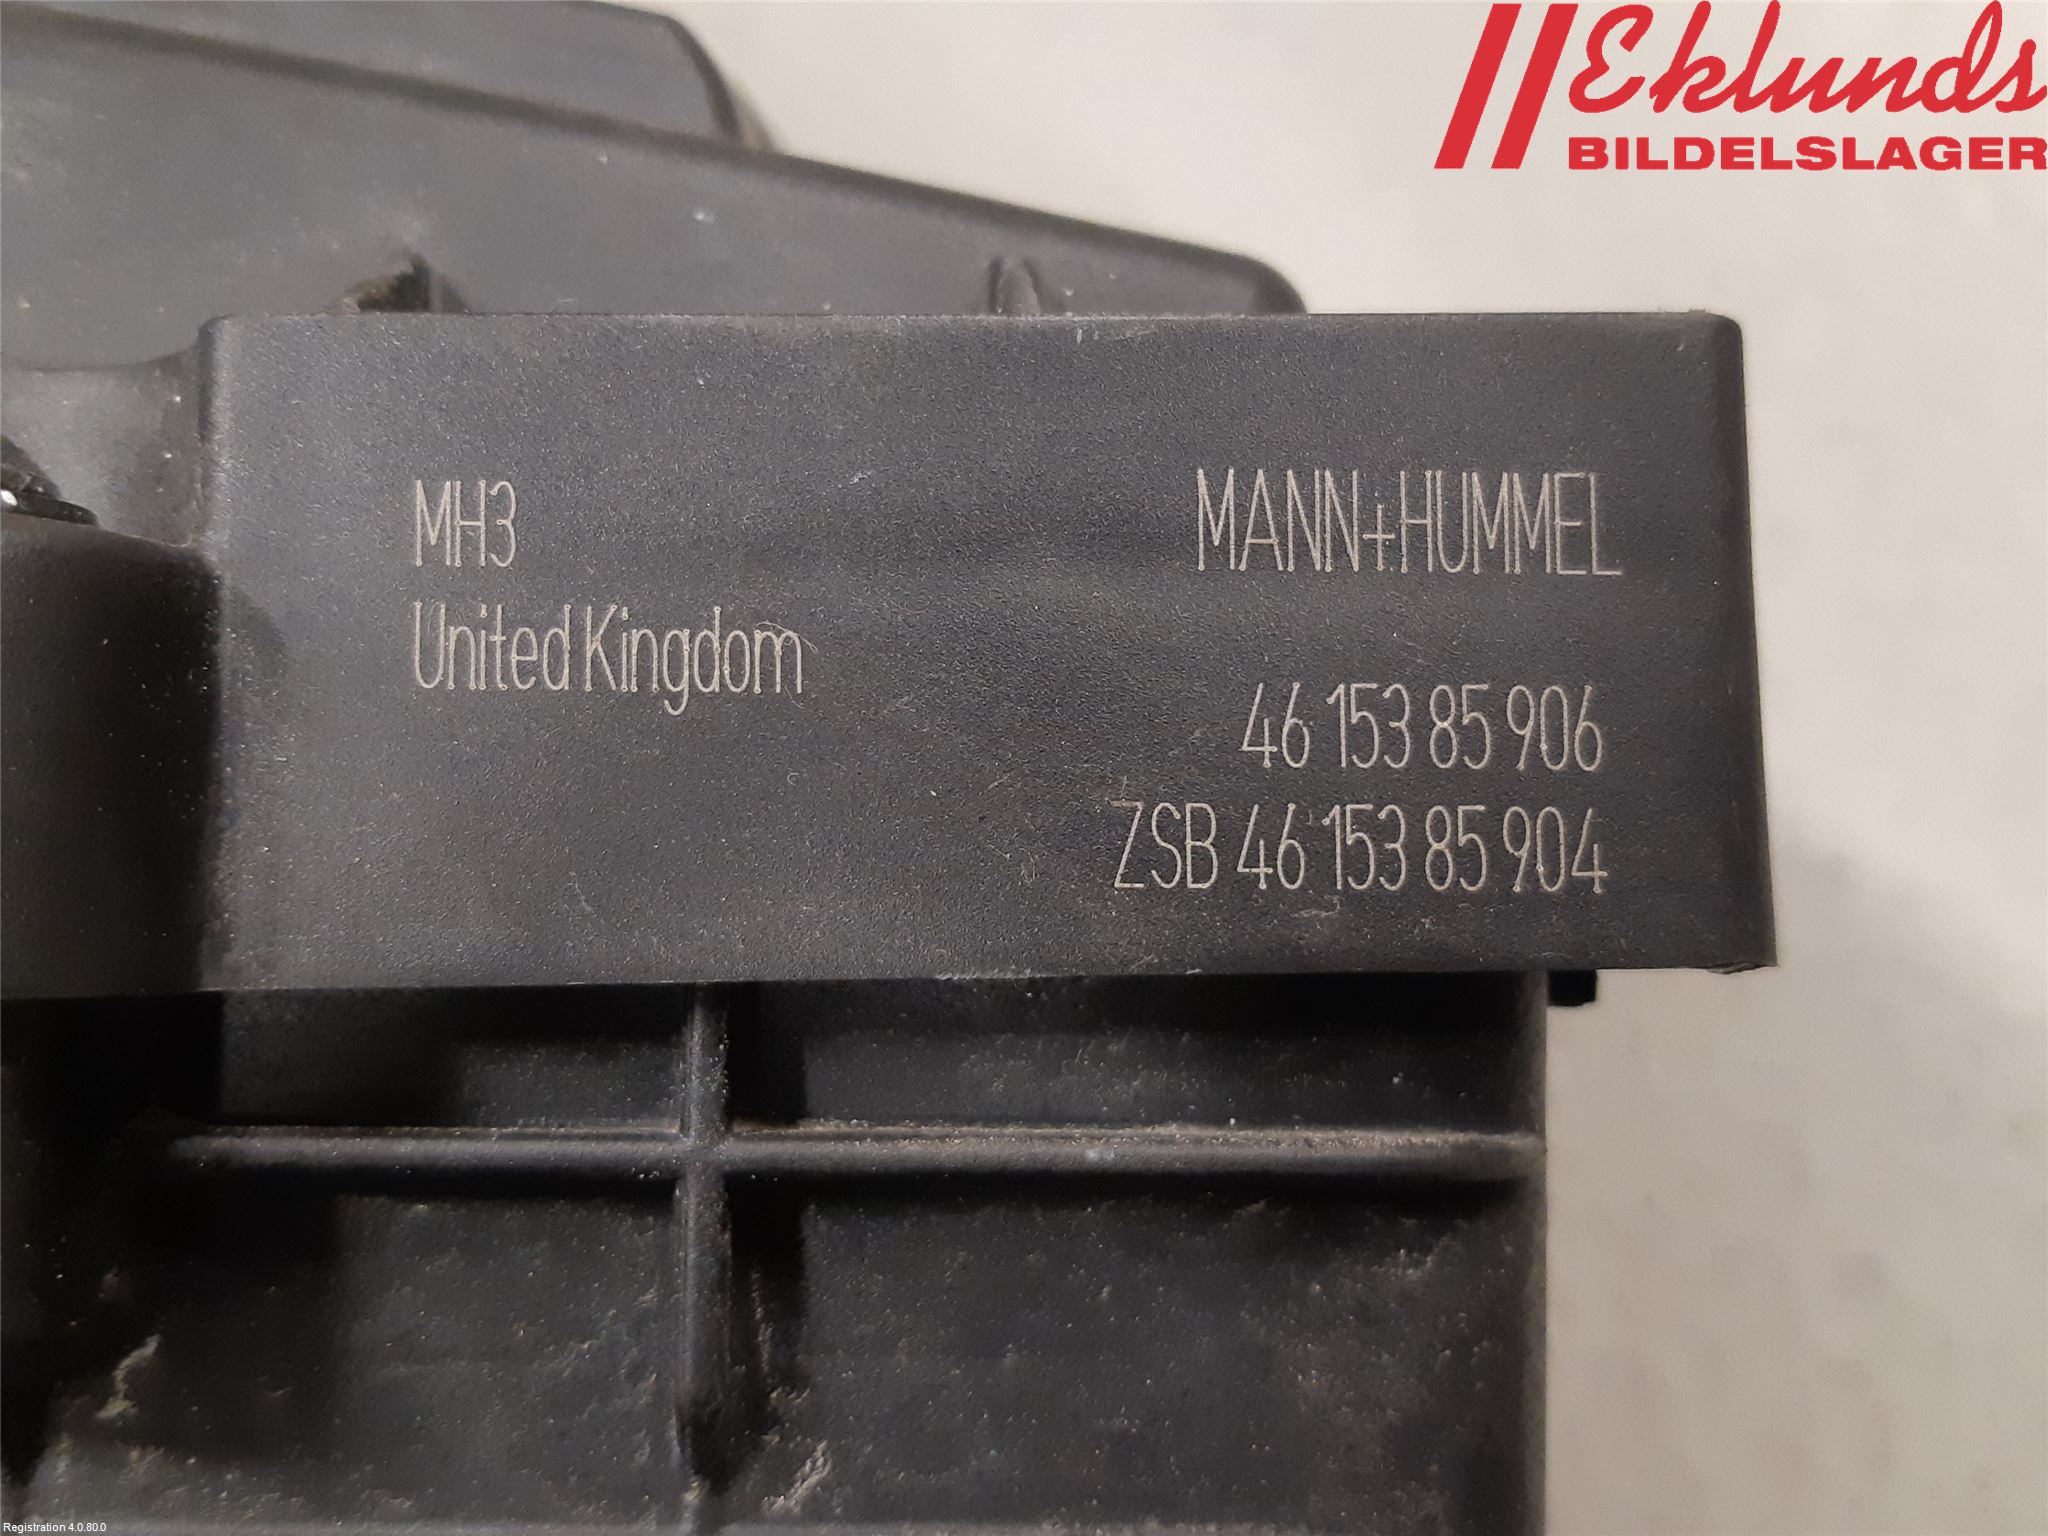 Eklunds
BILDELSLAGER
MH3
United Kingdom
MANN+HUMMEL
46 153 85 906
ZSB 46 153 85 904
Registration 4.0.80.0